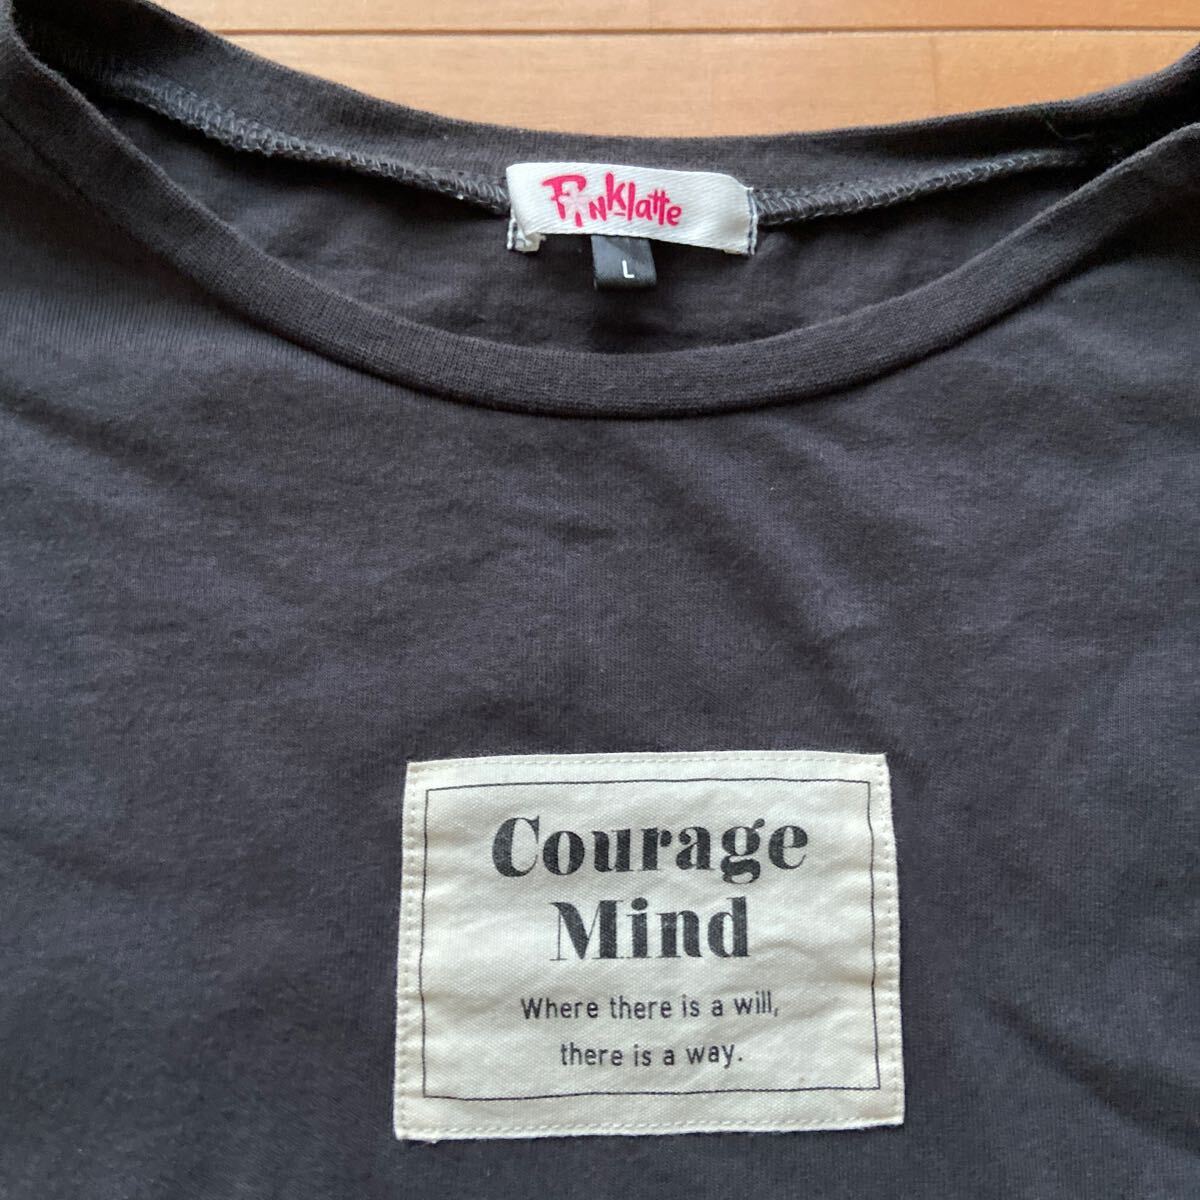 Pinklatte
L
Courage
Mind
Where there is a will,
there is a way.